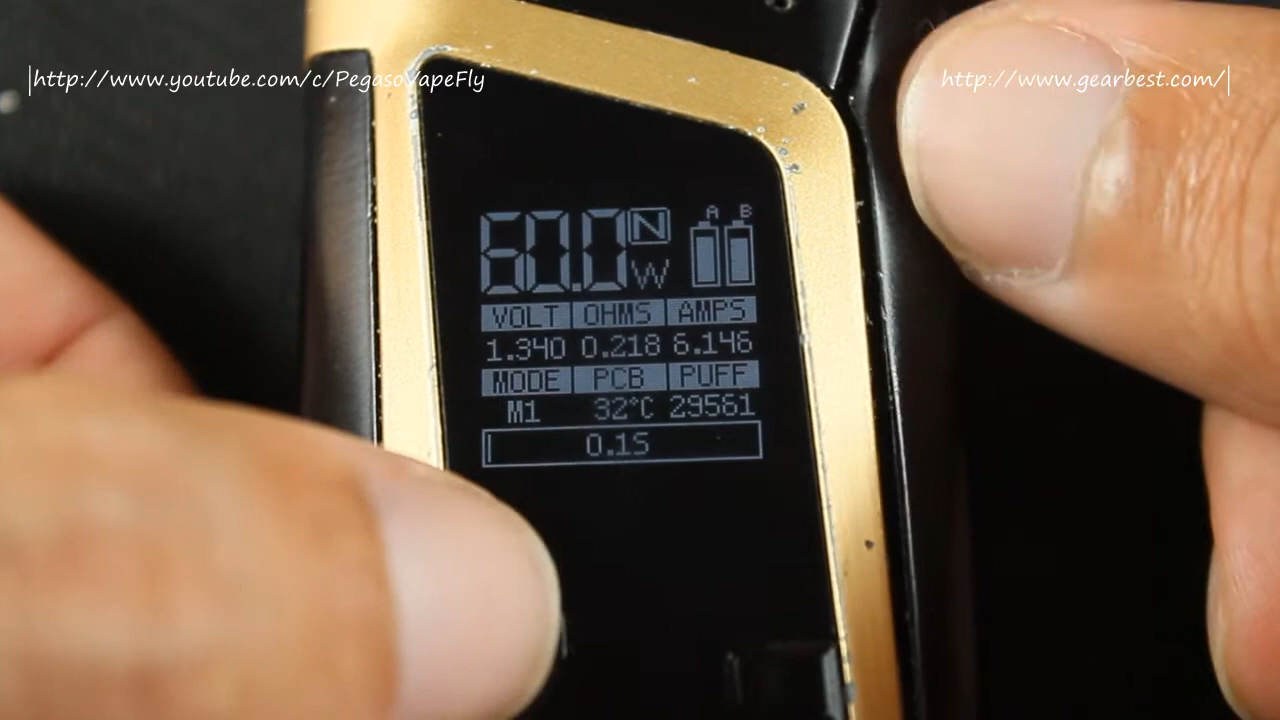 |http://www.youtube.com/c/PegasoVapeFly
http://www.gearbest.com/|
A B
60.0 N
W
VOLT OHMS AMPS
1.340 0.218 6.146
MODE PCB PUFF
M1 32°C 29561
0.1S